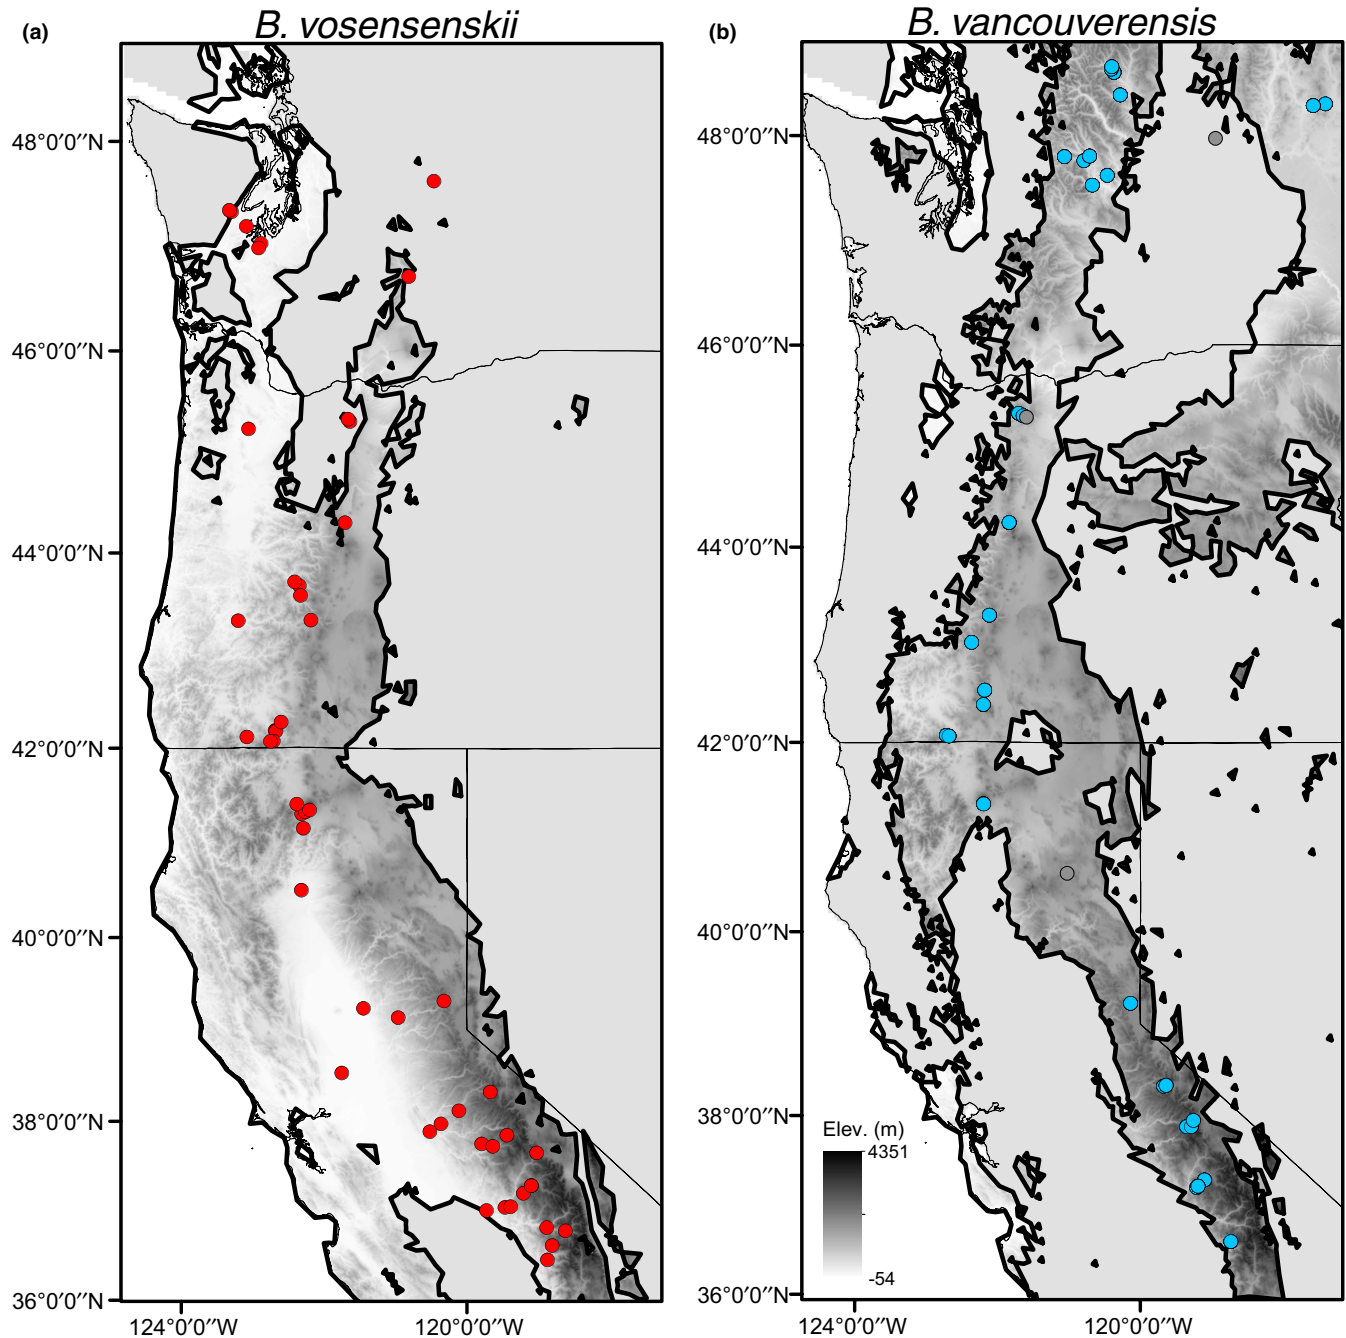 (a)
B. vosensenskii
(b)
B. vancouverensis
48°0′0″N
46°0′0″N
44°0′0″N
42°0′0″N
40°0′0″N
38°0′0″N
36°0′0″N
124°0′0″W
120°0′0″W
48°0′0″N
46°0′0″N
44°0′0″N
42°0′0″N
40°0′0″N
38°0′0″N
36°0′0″N
Elev. (m)
4351
-54
124°0′0″W
120°0′0″W